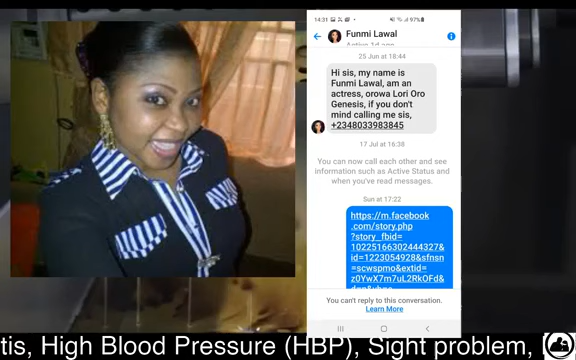 14:31
97%
Funmi Lawal
Active 1d ago
25 Jun at 18:44
Hi sis, my name is
Funmi Lawal, am an
actress, orowa Lori Oro
Genesis, if you don't
mind calling me sis,
+2348033983845
17 Jul at 16:38
You can now call each other and see
information such as Active Status and
when you've read messages.
Sun at 17:22
https://m.facebook
.com/story.php
?story_fbid=
102251663024443​27&
id=1223054928&sfnsn
=scwspmo&extid=
z0YwX7m7uL2RkOFd&
You can't reply to this conversation.
Learn More
tis, High Blood Pressure (HBP), Sight problem,